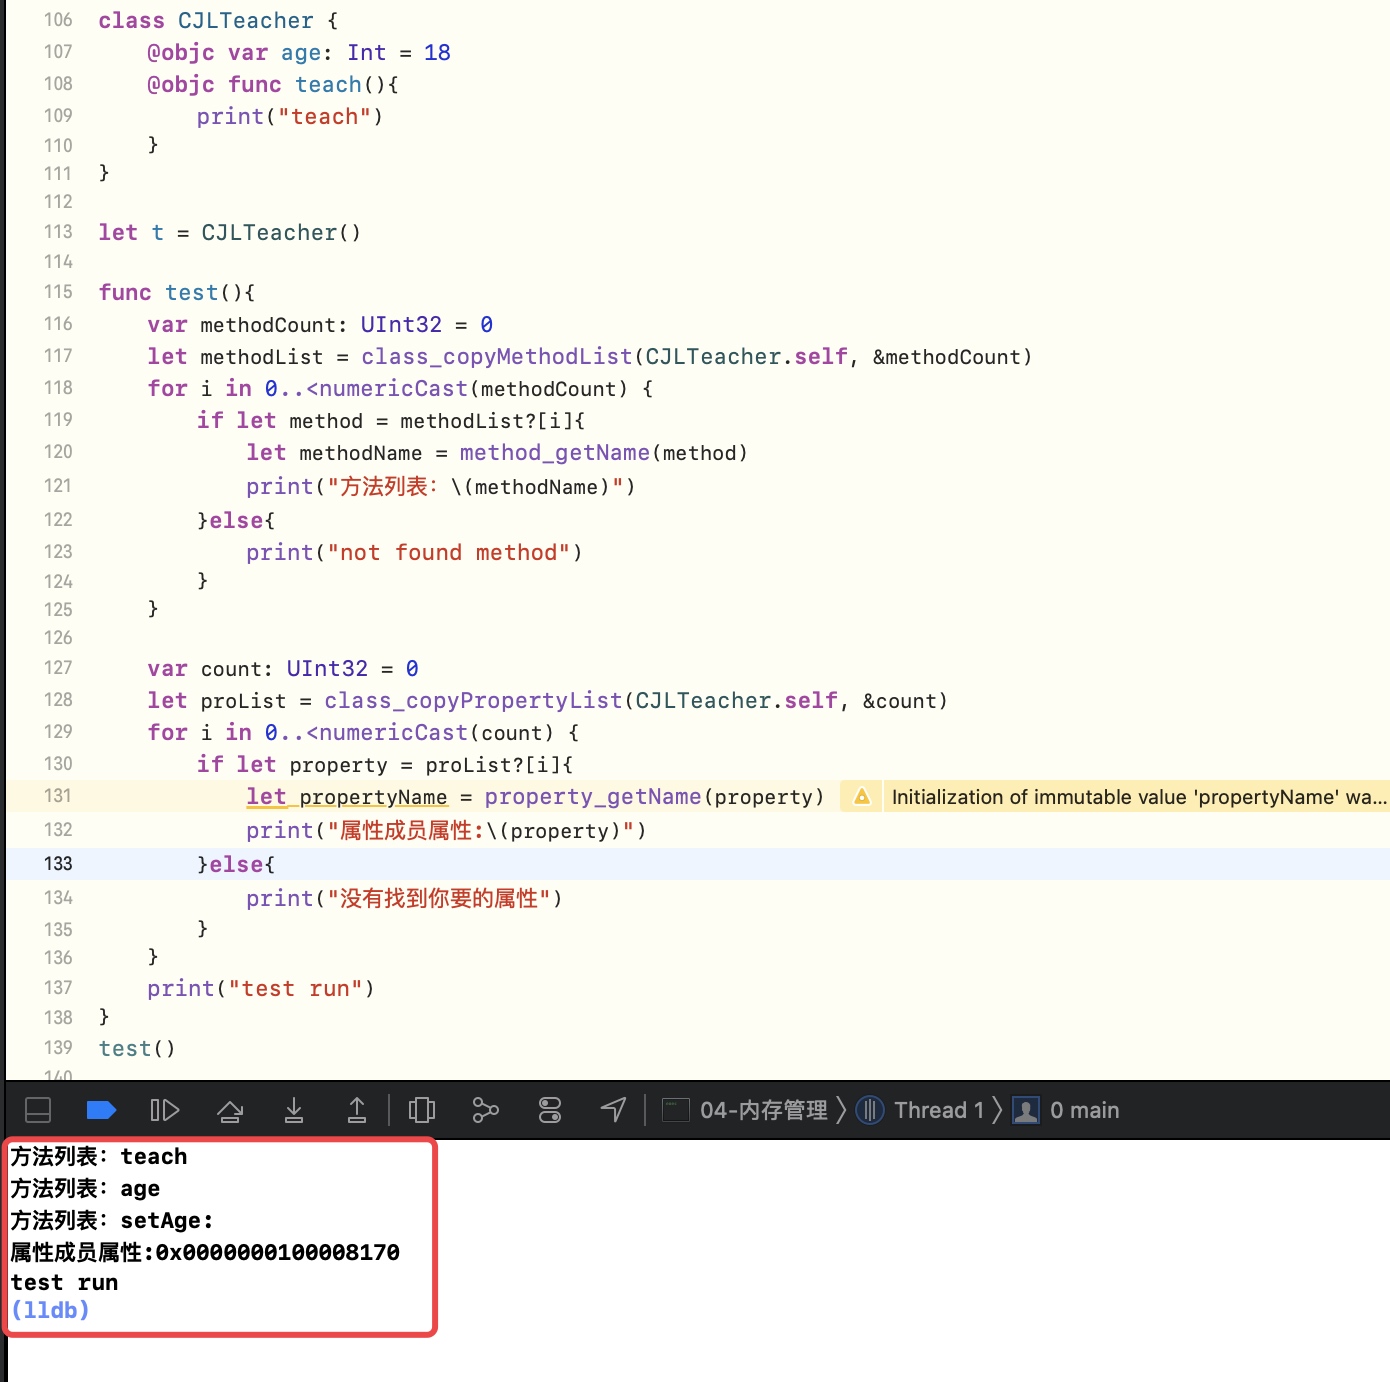 106 class CJLTeacher {
107     @objc var age: Int = 18
108     @objc func teach(){
109         print("teach")
110     }
111 }
112
113 let t = CJLTeacher()
114
115 func test(){
116     var methodCount: UInt32 = 0
117     let methodList = class_copyMethodList(CJLTeacher.self, &methodCount)
118     for i in 0..<numericCast(methodCount) {
119         if let method = methodList?[i]{
120             let methodName = method_getName(method)
121             print("方法列表：\(methodName)")
122         }else{
123             print("not found method")
124         }
125     }
126
127     var count: UInt32 = 0
128     let proList = class_copyPropertyList(CJLTeacher.self, &count)
129     for i in 0..<numericCast(count) {
130         if let property = proList?[i]{
131             let propertyName = property_getName(property) Initialization of immutable value 'propertyName' wa...
132             print("属性成员属性:\(property)")
133         }else{
134             print("没有找到你要的属性")
135         }
136     }
137     print("test run")
138 }
139 test()
140
04-内存管理 〉 Thread 1 〉 0 main
方法列表：teach
方法列表：age
方法列表：setAge:
属性成员属性:0x0000000100008170
test run
(lldb)